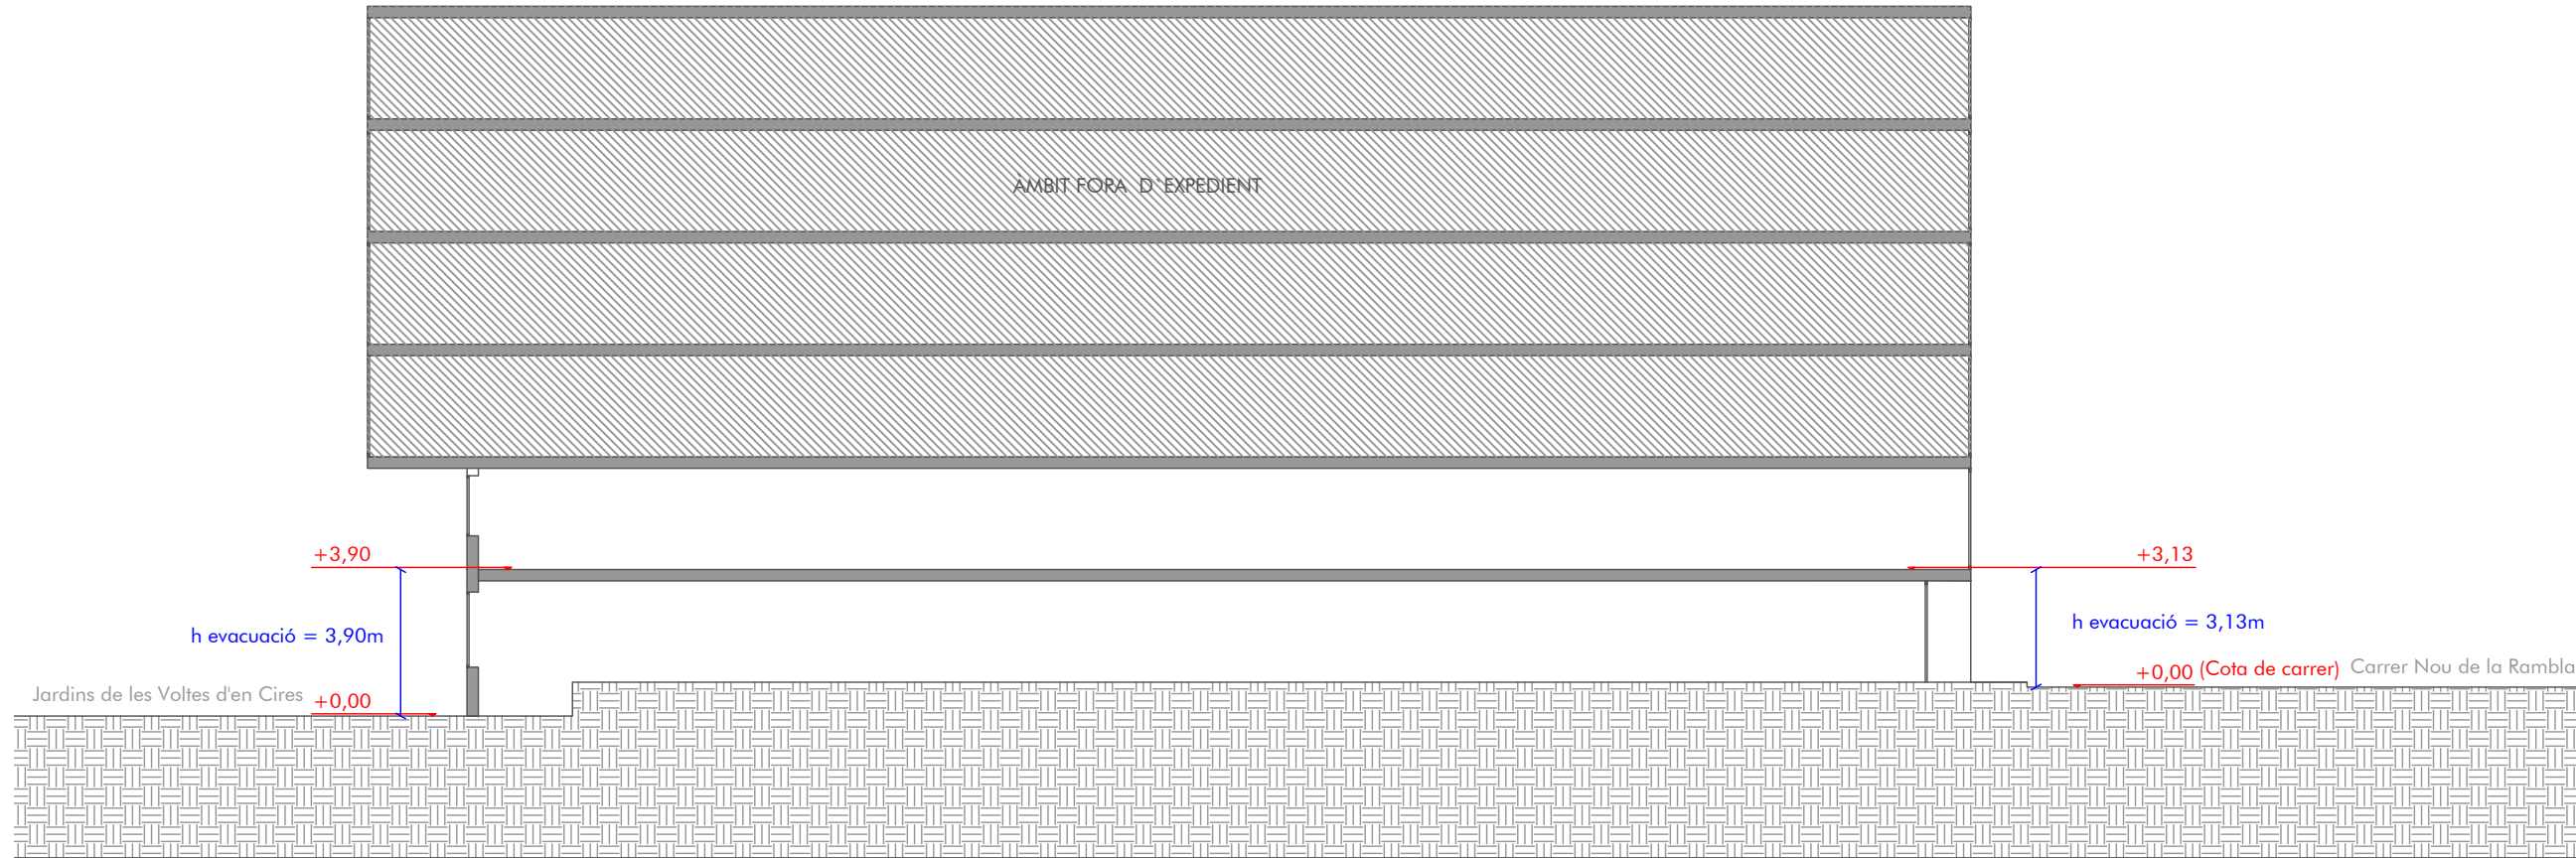 ÀMBIT FORA D`EXPEDIENT
+3,90
+3,13
h evacuació = 3,90m
h evacuació = 3,13m
Jardins de les Voltes d'en Cires
+0,00
+0,00 (Cota de carrer) Carrer Nou de la Rambla